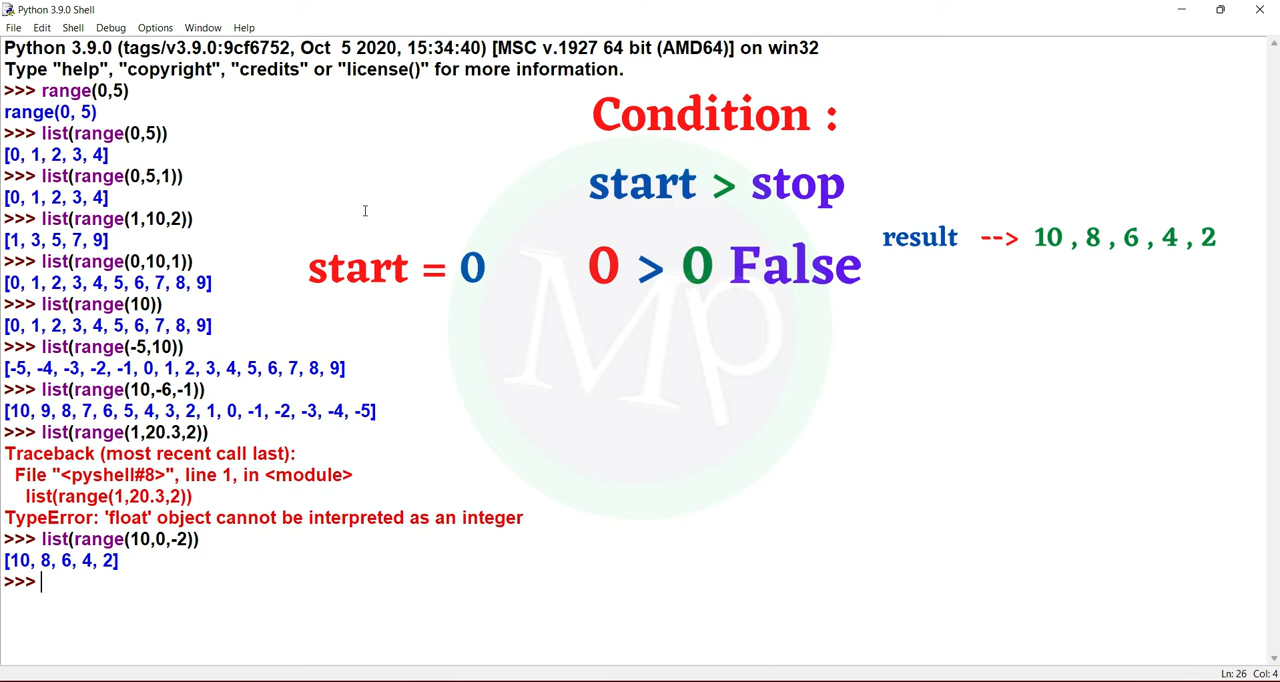 Python 3.9.0 Shell
File Edit Shell Debug Options Window Help
Python 3.9.0 (tags/v3.9.0:9cf6752, Oct  5 2020, 15:34:40) [MSC v.1927 64 bit (AMD64)] on win32
Type "help", "copyright", "credits" or "license()" for more information.
>>> range(0,5)
range(0, 5)
>>> list(range(0,5))
[0, 1, 2, 3, 4]
>>> list(range(0,5,1))
[0, 1, 2, 3, 4]
>>> list(range(1,10,2))
[1, 3, 5, 7, 9]
>>> list(range(0,10,1))
[0, 1, 2, 3, 4, 5, 6, 7, 8, 9]
>>> list(range(10))
[0, 1, 2, 3, 4, 5, 6, 7, 8, 9]
>>> list(range(-5,10))
[-5, -4, -3, -2, -1, 0, 1, 2, 3, 4, 5, 6, 7, 8, 9]
>>> list(range(10,-6,-1))
[10, 9, 8, 7, 6, 5, 4, 3, 2, 1, 0, -1, -2, -3, -4, -5]
>>> list(range(1,20.3,2))
Traceback (most recent call last):
  File "<pyshell#8>", line 1, in <module>
    list(range(1,20.3,2))
TypeError: 'float' object cannot be interpreted as an integer
>>> list(range(10,0,-2))
[10, 8, 6, 4, 2]
>>>
Condition :
start > stop
start = 0
0 > 0 False
result --> 10 , 8 , 6 , 4 , 2
Mp
Ln: 26 Col: 4